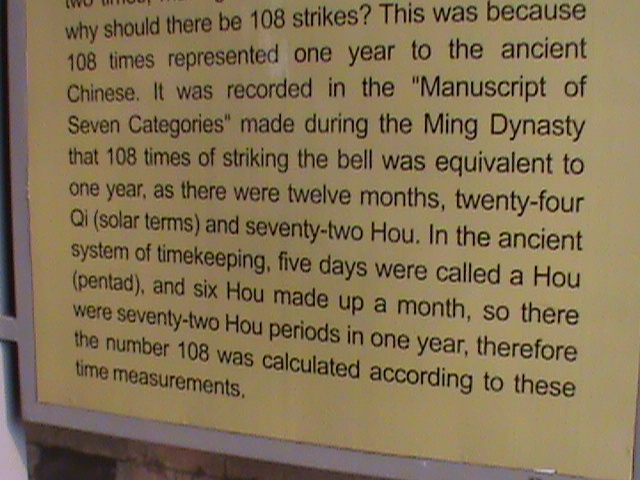 why should there be 108 strikes? This was because
108 times represented one year to the ancient
Chinese. It was recorded in the "Manuscript of
Seven Categories" made during the Ming Dynasty
that 108 times of striking the bell was equivalent to
one year, as there were twelve months, twenty-four
Qi (solar terms) and seventy-two Hou. In the ancient
system of timekeeping, five days were called a Hou
(pentad), and six Hou made up a month, so there
were seventy-two Hou periods in one year, therefore
the number 108 was calculated according to these
time measurements.